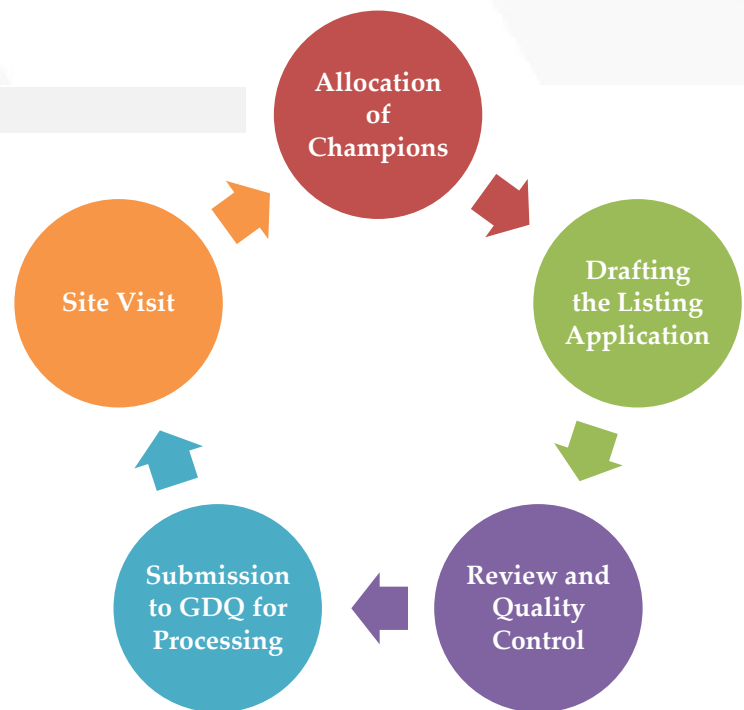 Allocation
of
Champions
Drafting
the Listing
Application
Review and
Quality
Control
Submission
to GDQ for
Processing
Site Visit